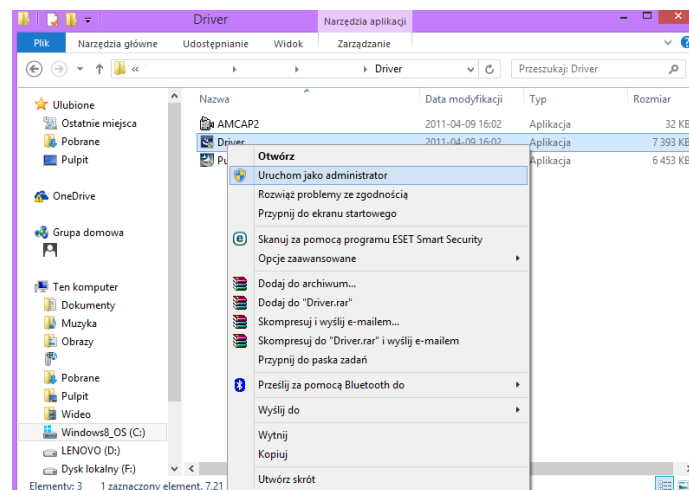 Driver
Narzędzia aplikacji
Plik Narzędzia główne Udostępnianie Widok Zarządzanie
« Driver Przeszukaj: Driver
Nazwa Data modyfikacji Typ Rozmiar
Ulubione
Ostatnie miejsca
Pobrane
Pulpit
OneDrive
Grupa domowa
Ten komputer
Dokumenty
Muzyka
Obrazy
Pobrane
Pulpit
Wideo
Windows8_OS (C:)
LENOVO (D:)
Dysk lokalny (F:)
AMCAP2 2011-04-09 16:02 Aplikacja 32 KB
Driver 2011-04-09 16:02 Aplikacja 7 393 KB
Aplikacja 6 453 KB
Otwórz
Uruchom jako administrator
Rozwiąż problemy ze zgodnością
Przypnij do ekranu startowego
Skanuj za pomocą programu ESET Smart Security
Opcje zaawansowane
Dodaj do archiwum...
Dodaj do "Driver.rar"
Skompresuj i wyślij e-mailem...
Skompresuj do "Driver.rar" i wyślij e-mailem
Przypnij do paska zadań
Prześlij za pomocą Bluetooth do
Wyślij do
Wytnij
Kopiuj
Utwórz skrót
Elementy: 3 1 zaznaczony element. 7,21